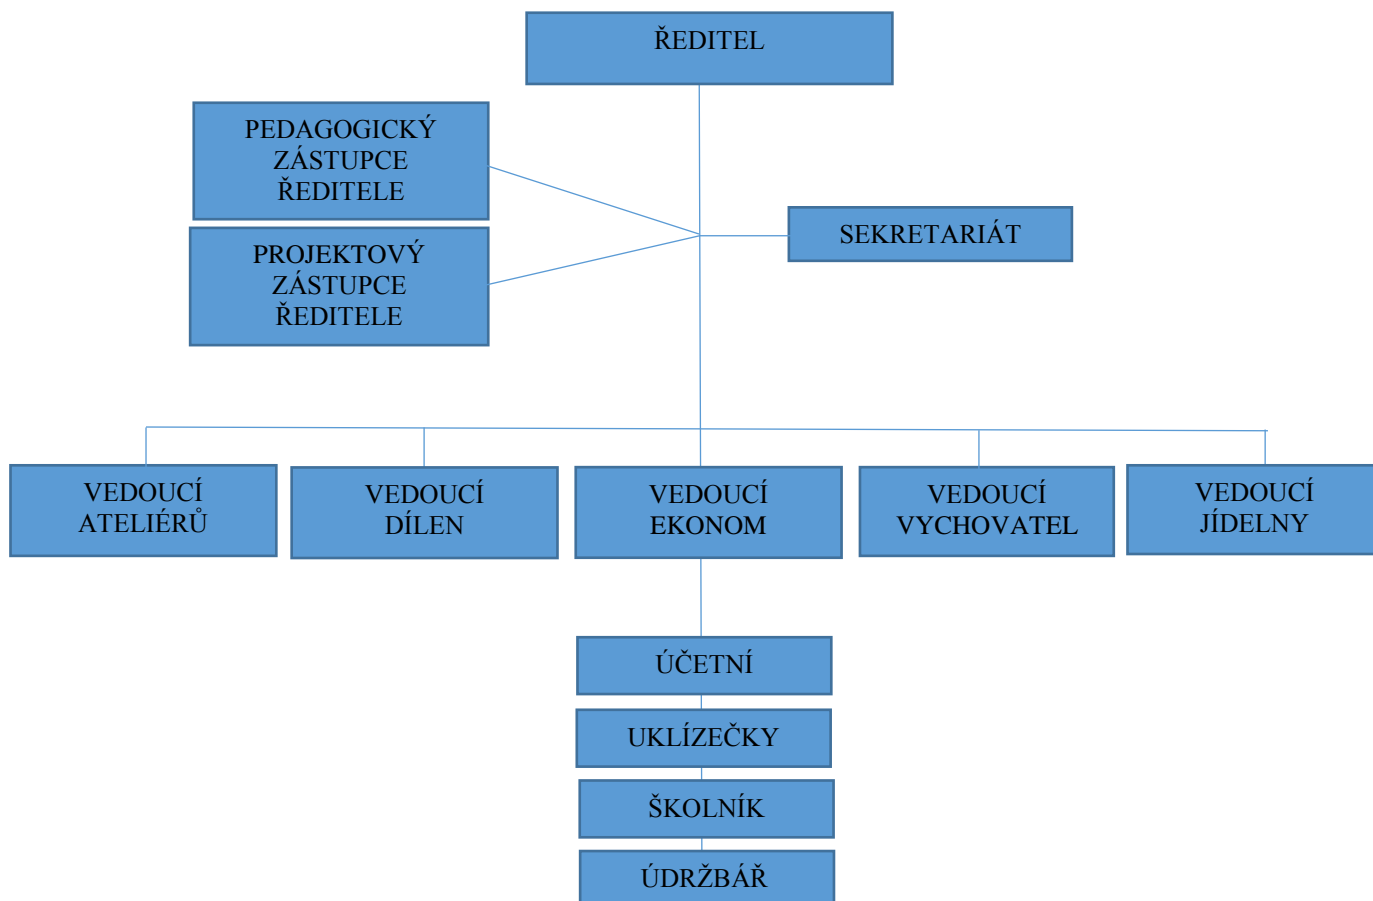 ŘEDITEL
PEDAGOGICKÝ
ZÁSTUPCE
ŘEDITELE
SEKRETARIÁT
PROJEKTOVÝ
ZÁSTUPCE
ŘEDITELE
VEDOUCÍ
ATELIÉRŮ
VEDOUCÍ
DÍLEN
VEDOUCÍ
EKONOM
VEDOUCÍ
VYCHOVATEL
VEDOUCÍ
JÍDELNY
ÚČETNÍ
UKLÍZEČKY
ŠKOLNÍK
ÚDRŽBÁŘ